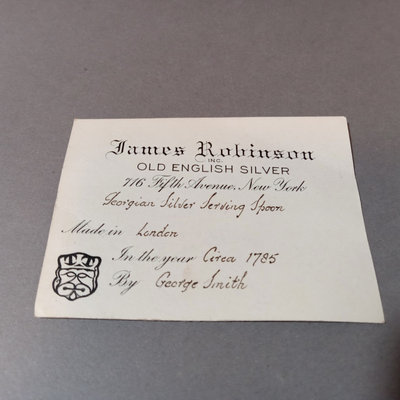 James Robinson
INC.
OLD ENGLISH SILVER
716 Fifth Avenue, New York
Georgian Silver Serving Spoon
Made in London
In the year Circa 1785
By George Smith